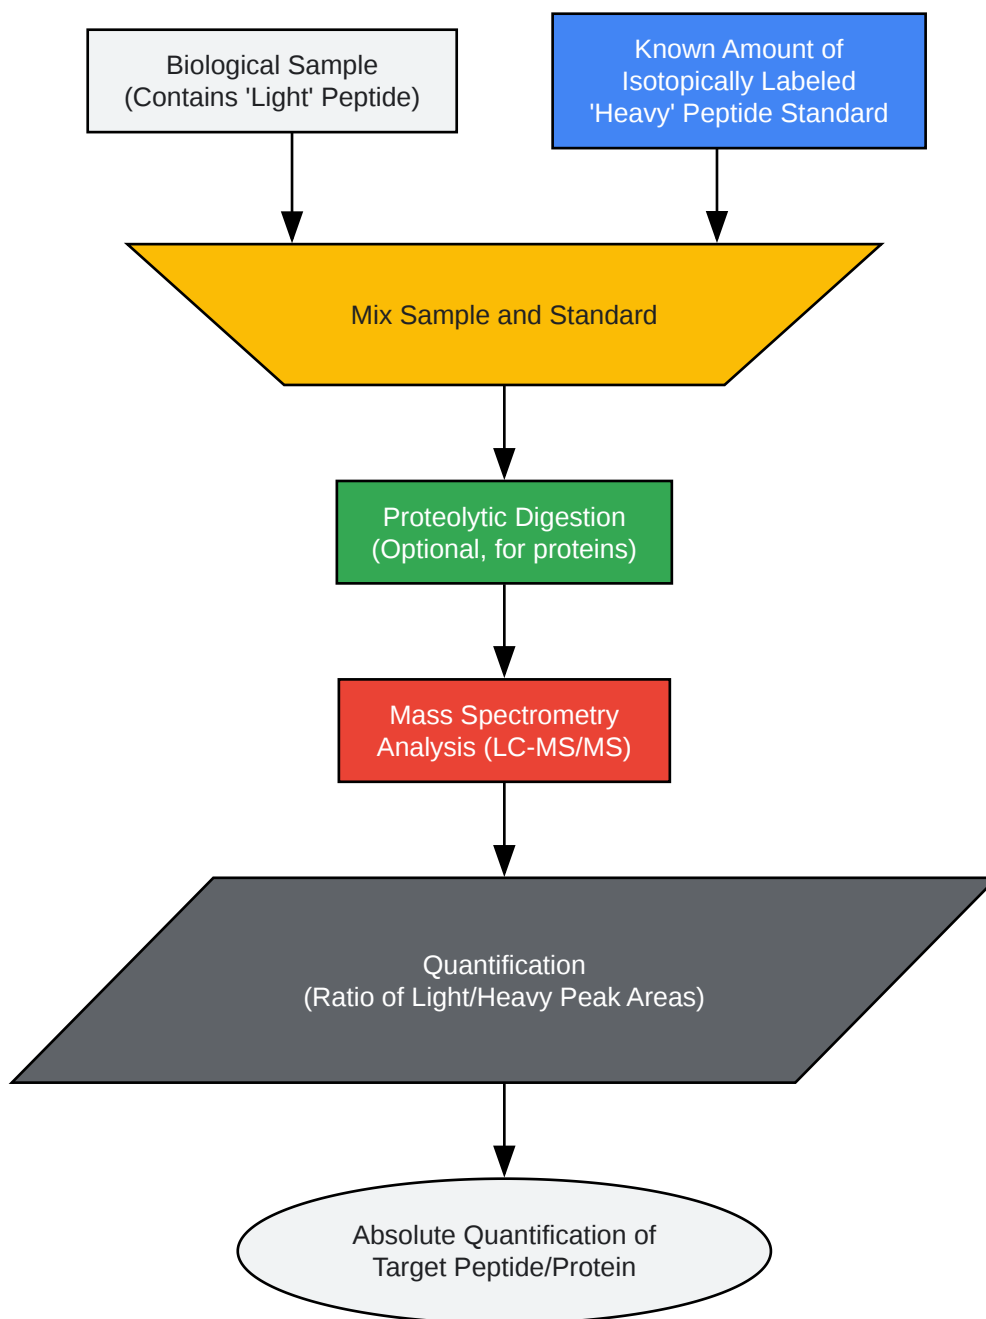 Biological Sample
(Contains 'Light' Peptide)
Known Amount of
Isotopically Labeled
'Heavy' Peptide Standard
Mix Sample and Standard
Proteolytic Digestion
(Optional, for proteins)
Mass Spectrometry
Analysis (LC-MS/MS)
Quantification
(Ratio of Light/Heavy Peak Areas)
Absolute Quantification of
Target Peptide/Protein